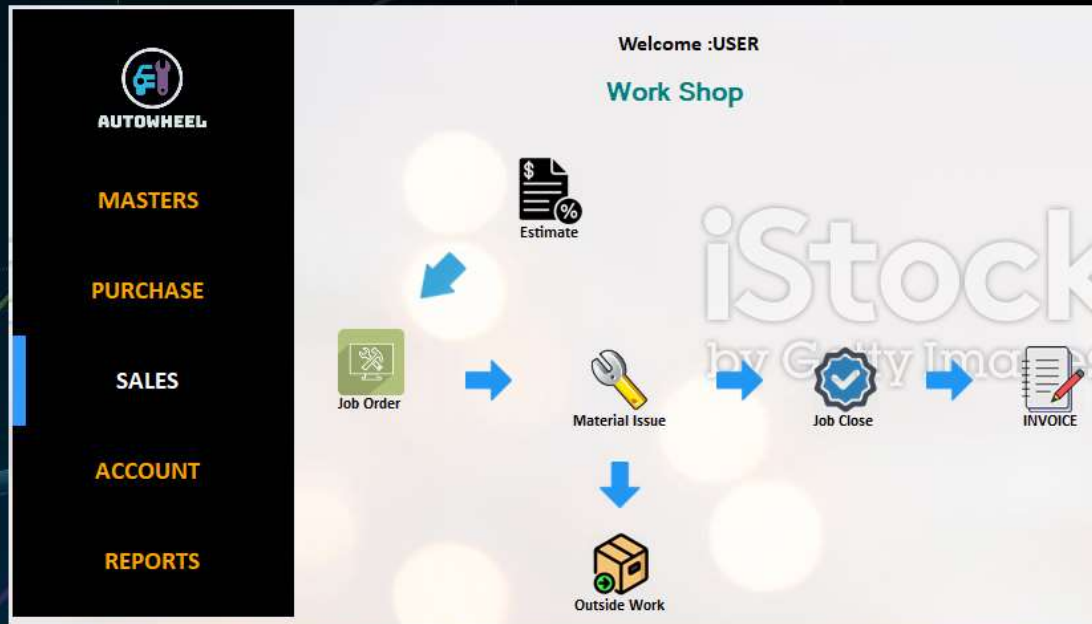 AUTOWHEEL
MASTERS
PURCHASE
SALES
ACCOUNT
REPORTS
Welcome :USER
Work Shop
$
%
Estimate
iStock
by Getty Images
Job Order
Material Issue
Job Close
INVOICE
Outside Work